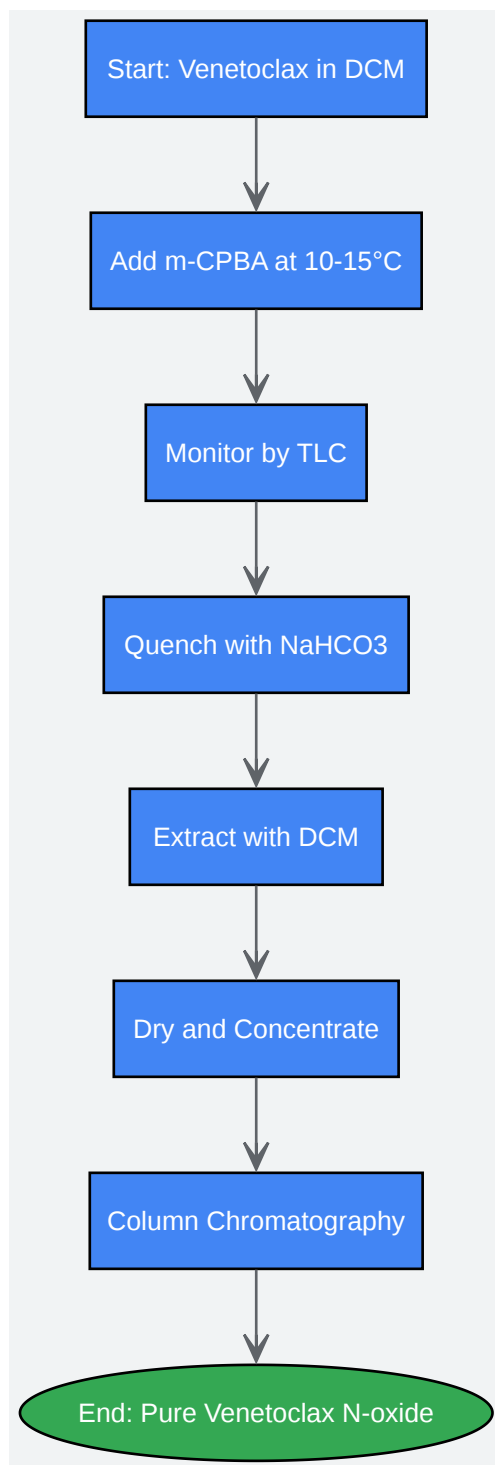 Start: Venetoclax in DCM
Add m-CPBA at 10-15°C
Monitor by TLC
Quench with NaHCO3
Extract with DCM
Dry and Concentrate
Column Chromatography
End: Pure Venetoclax N-oxide